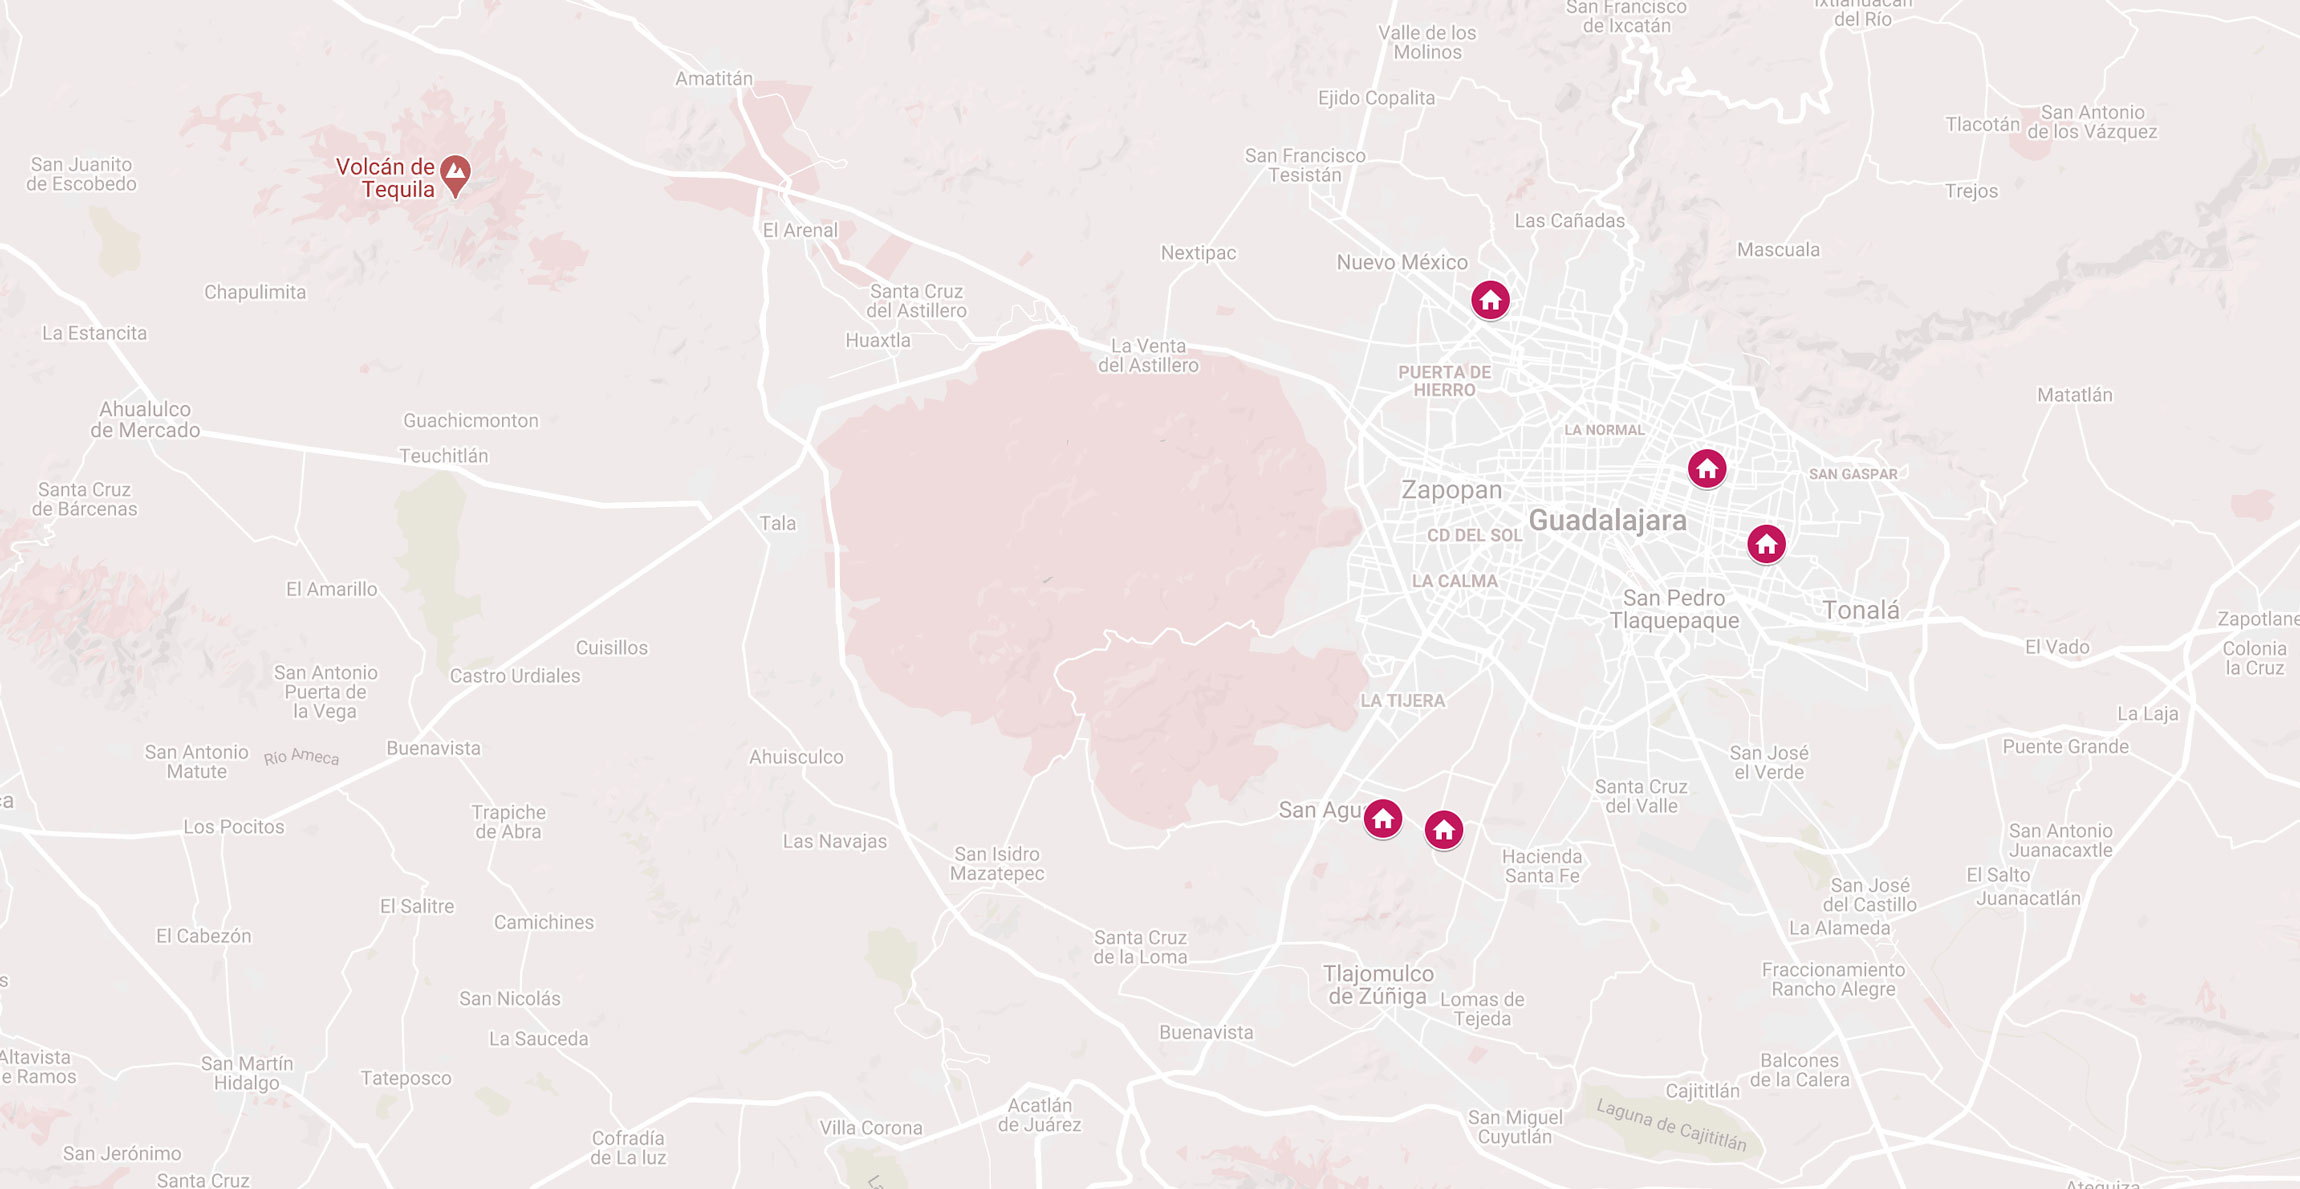 San Francisco
de Ixcatán
Ixtlahuacán
del Río
Valle de los
Molinos
Amatitán
Ejido Copalita
San Antonio
de los Vázquez
Tlacotán
San Juanito
de Escobedo
Volcán de
Tequila
San Francisco
Tesistán
Trejos
Las Cañadas
El Arenal
Nextipac
Nuevo México
Mascuala
Chapulimita
Santa Cruz
del Astillero
La Estancita
Huaxtla
La Venta
del Astillero
PUERTA DE
HIERRO
Matatlán
Ahualulco
de Mercado
Guachicmonton
LA NORMAL
Teuchitlán
SAN GASPAR
Santa Cruz
de Bárcenas
Zapopan
Tala
Guadalajara
CD DEL SOL
LA CALMA
El Amarillo
San Pedro
Tlaquepaque
Tonalá
Zapotlane
Cuisillos
El Vado
Colonia
la Cruz
San Antonio
Puerta de
la Vega
Castro Urdiales
LA TIJERA
La Laja
San Antonio
Matute
Río Ameca
Buenavista
Ahuisculco
San José
el Verde
Puente Grande
Santa Cruz
del Valle
ca
Trapiche
de Abra
San Agu
Los Pocitos
Las Navajas
San Antonio
Juanacaxtle
San Isidro
Mazatepec
Hacienda
Santa Fe
El Salto
Juanacatlán
San José
del Castillo
El Salitre
Camichines
La Alameda
El Cabezón
Santa Cruz
de la Loma
Tlajomulco
de Zúñiga
Fraccionamiento
Rancho Alegre
s
San Nicolás
Lomas de
Tejeda
La Sauceda
Buenavista
Altavista
e Ramos
San Martín
Hidalgo
Tateposco
Balcones
de la Calera
Cajititlán
Acatlán
de Juárez
Laguna de Cajititlán
Villa Corona
San Miguel
Cuyutlán
San Jerónimo
Cofradía
de La luz
Santa Cruz
Atequiza